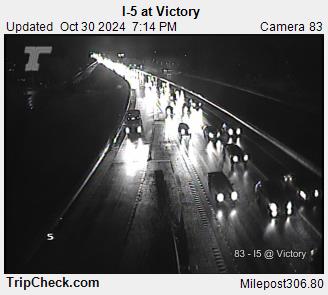 I-5 at Victory
Updated  Oct 30 2024  7:14 PM    Camera 83
T
S
83 - I5 @ Victory
TripCheck.com    Milepost306.80